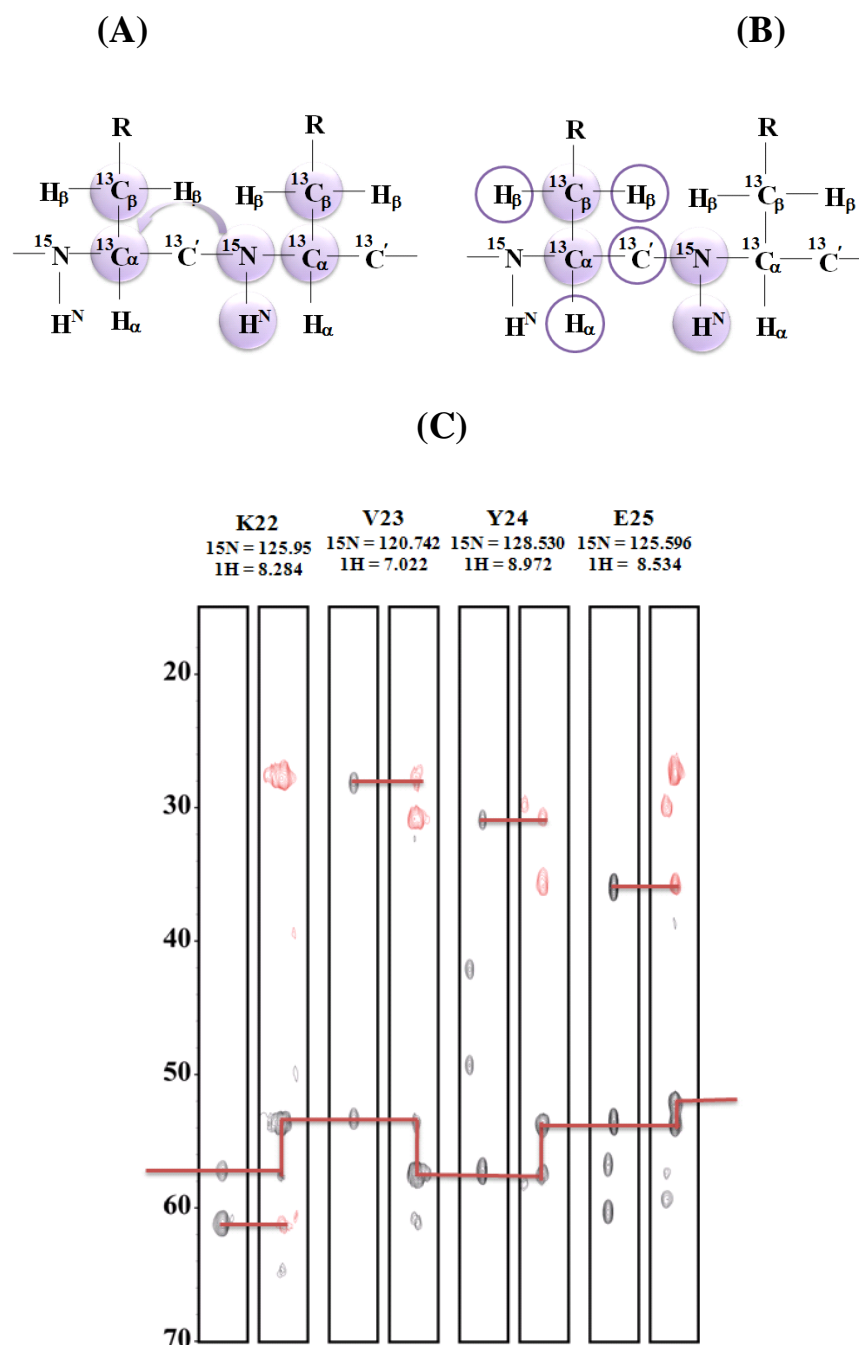 (A) (B)
R R
Hβ 13Cβ Hβ Hβ 13Cβ Hβ
15N 13Cα 13C′ 15N 13Cα 13C′
HN Hα HN Hα
R R
Hβ 13Cβ Hβ Hβ 13Cβ Hβ
15N 13Cα 13C′ 15N 13Cα 13C′
HN Hα HN Hα
(C)
K22 V23 Y24 E25
15N = 125.95 15N = 120.742 15N = 128.530 15N = 125.596
1H = 8.284 1H = 7.022 1H = 8.972 1H = 8.534
20
30
40
50
60
70